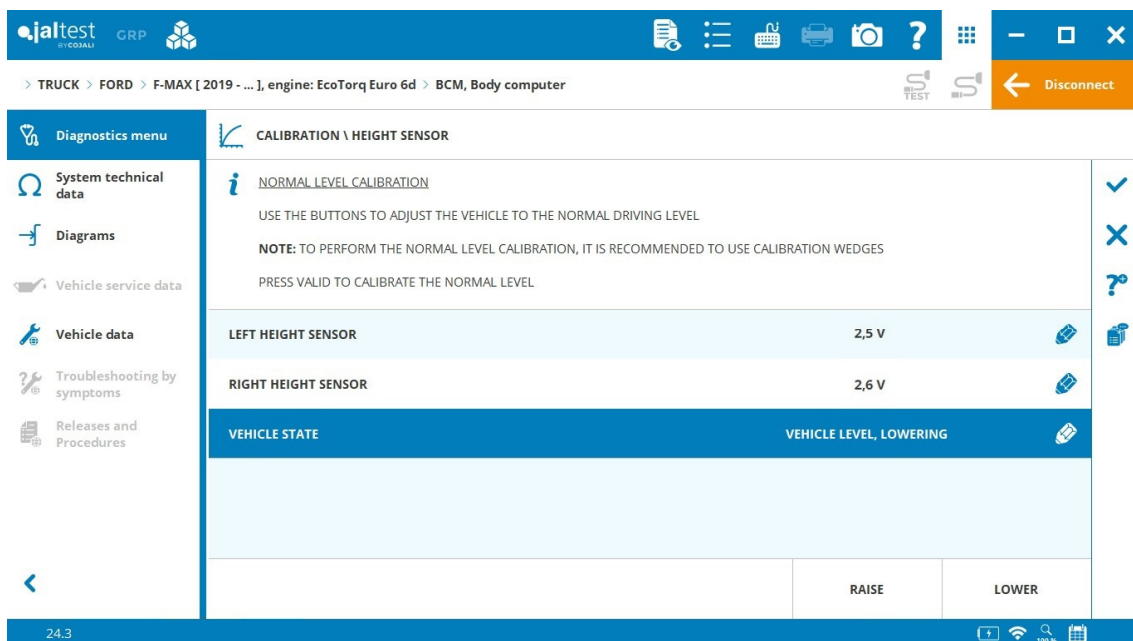 jaltest GRP
BY COJALI
TEST
> TRUCK > FORD > F-MAX [ 2019 - ... ], engine: EcoTorq Euro 6d > BCM, Body computer
Disconnect
Diagnostics menu
System technical
data
Diagrams
Vehicle service data
Vehicle data
Troubleshooting by
symptoms
Releases and
Procedures
CALIBRATION \ HEIGHT SENSOR
NORMAL LEVEL CALIBRATION
USE THE BUTTONS TO ADJUST THE VEHICLE TO THE NORMAL DRIVING LEVEL
NOTE: TO PERFORM THE NORMAL LEVEL CALIBRATION, IT IS RECOMMENDED TO USE CALIBRATION WEDGES
PRESS VALID TO CALIBRATE THE NORMAL LEVEL
LEFT HEIGHT SENSOR 2,5 V
RIGHT HEIGHT SENSOR 2,6 V
VEHICLE STATE VEHICLE LEVEL, LOWERING
RAISE LOWER
24.3
100 %